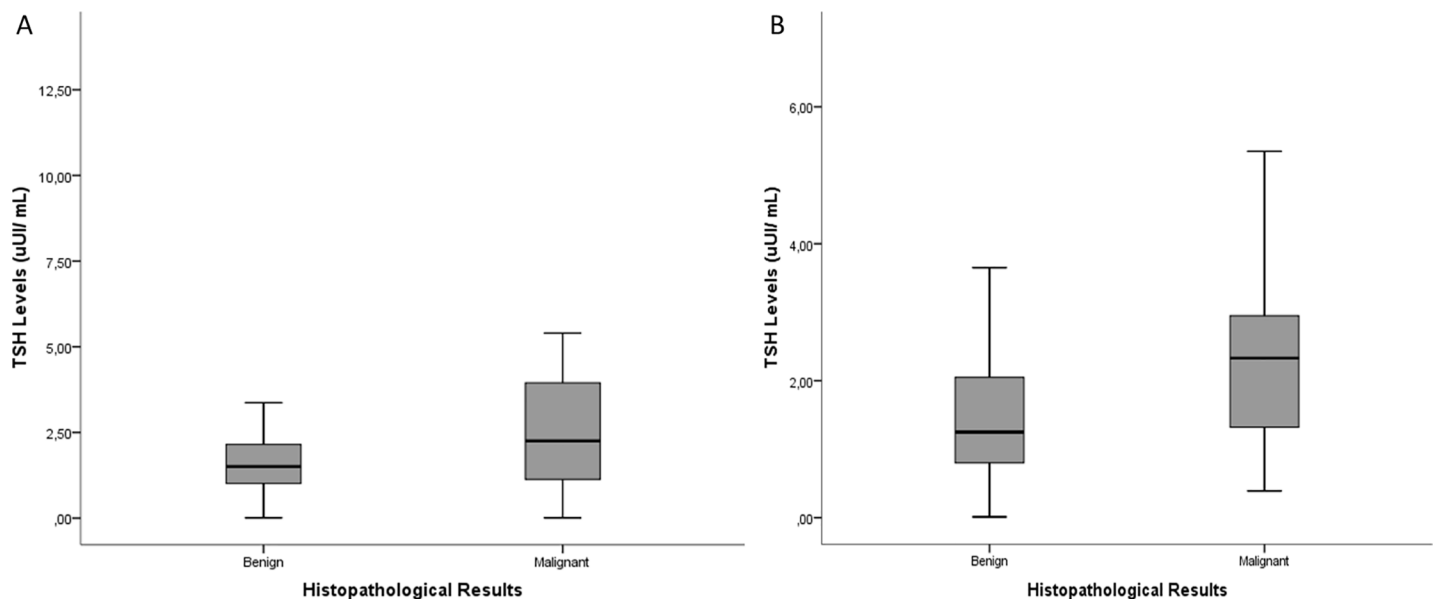 A
TSH Levels (uUI/ mL)
12,50
10,00
7,50
5,00
2,50
,00
Benign
Malignant
Histopathological Results
B
TSH Levels (uUI/ mL)
6,00
4,00
2,00
,00
Benign
Malignant
Histopathological Results